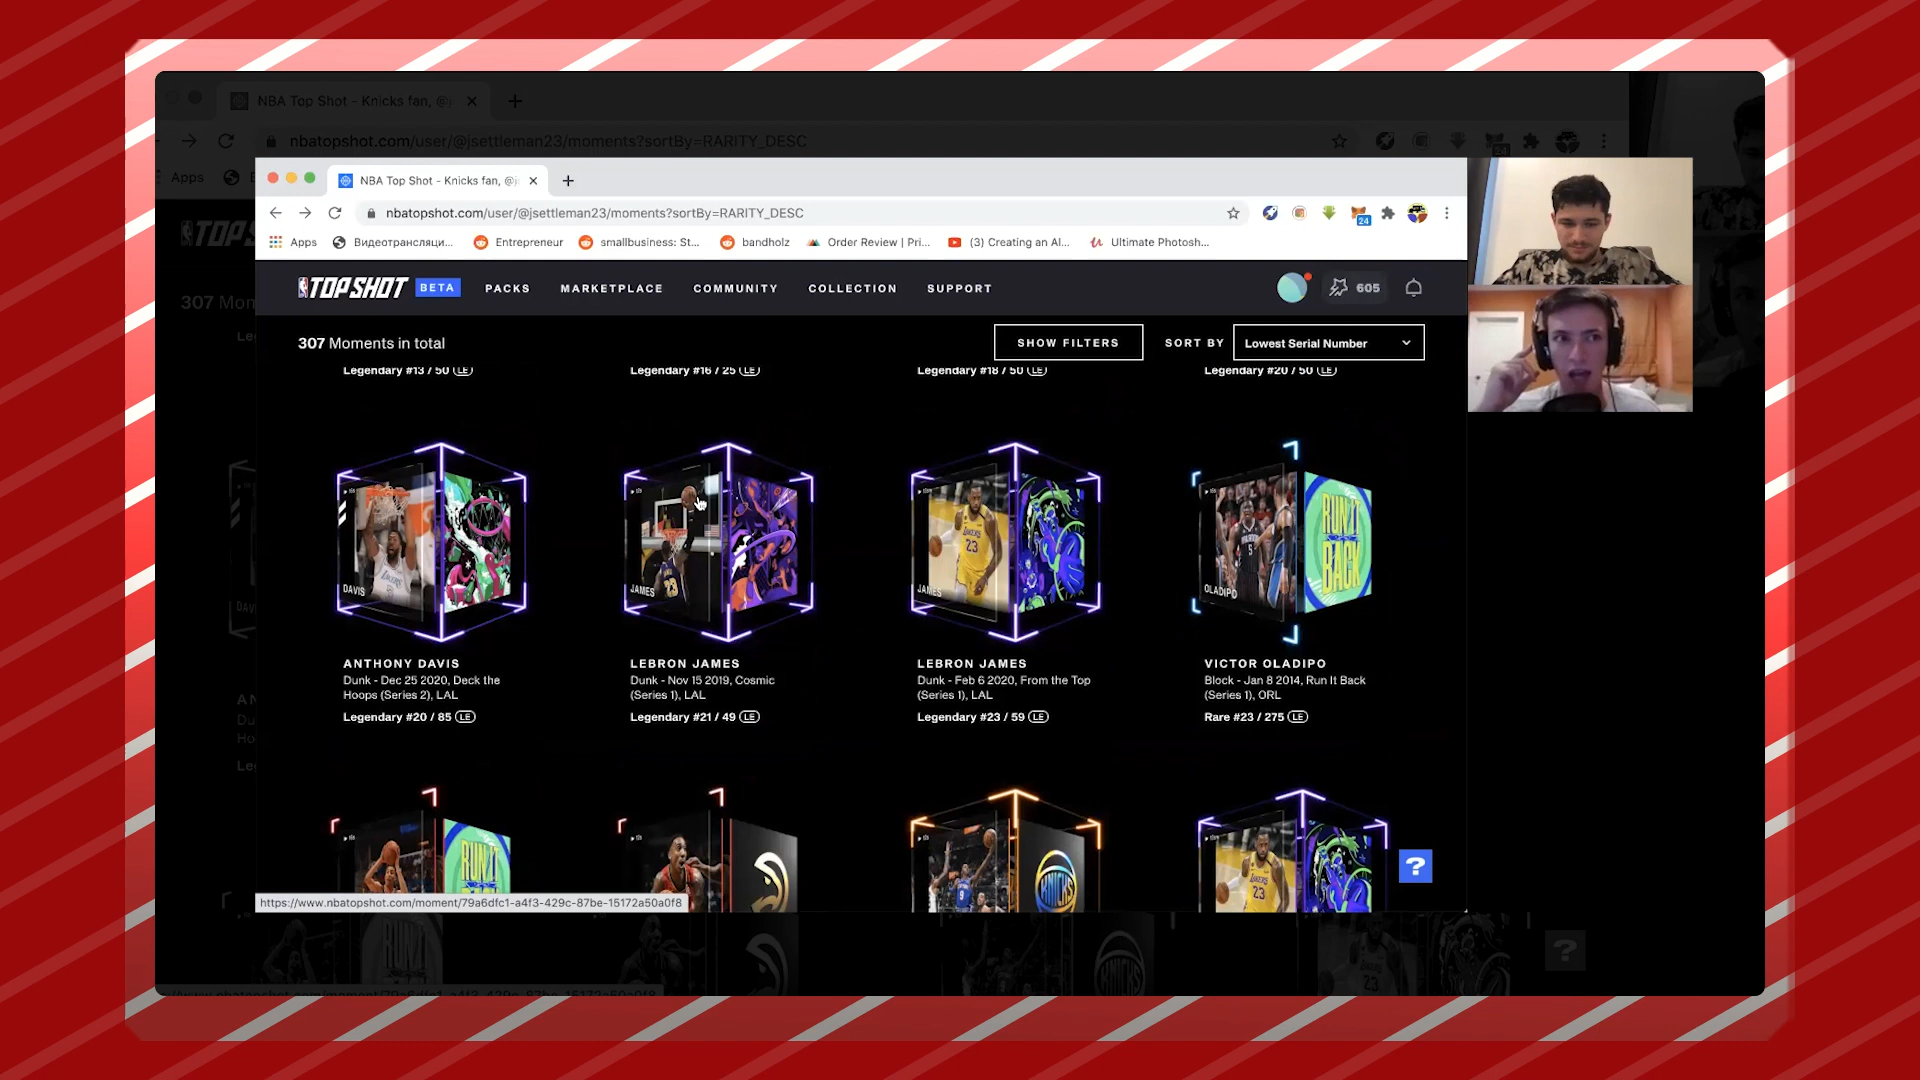 NBA Top Shot - Knicks fan, @j
nbatopshot.com/user/@jsettleman23/moments?sortBy=RARITY_DESC
Apps
NBA Top Shot - Knicks fan, @j
nbatopshot.com/user/@jsettleman23/moments?sortBy=RARITY_DESC
24
Apps Видеотрансляци... Entrepreneur smallbusiness: St... bandholz Order Review | Pri... (3) Creating an Al... Ultimate Photosh...
TOP SHOT BETA PACKS MARKETPLACE COMMUNITY COLLECTION SUPPORT 605
307 Moments in total SHOW FILTERS SORT BY Lowest Serial Number
Legendary #13 / 50 LE Legendary #16 / 25 LE Legendary #18 / 50 LE Legendary #20 / 50 LE
DAVIS JAMES JAMES OLADIPO RUN IT BACK
ANTHONY DAVIS
Dunk - Dec 25 2020, Deck the
Hoops (Series 2), LAL
Legendary #20 / 85 LE
LEBRON JAMES
Dunk - Nov 15 2019, Cosmic
(Series 1), LAL
Legendary #21 / 49 LE
LEBRON JAMES
Dunk - Feb 6 2020, From the Top
(Series 1), LAL
Legendary #23 / 59 LE
VICTOR OLADIPO
Block - Jan 8 2014, Run It Back
(Series 1), ORL
Rare #23 / 275 LE
RUN IT
KNICKS
?
https://www.nbatopshot.com/moment/79a6dfc1-a4f3-429c-87be-15172a50a0f8